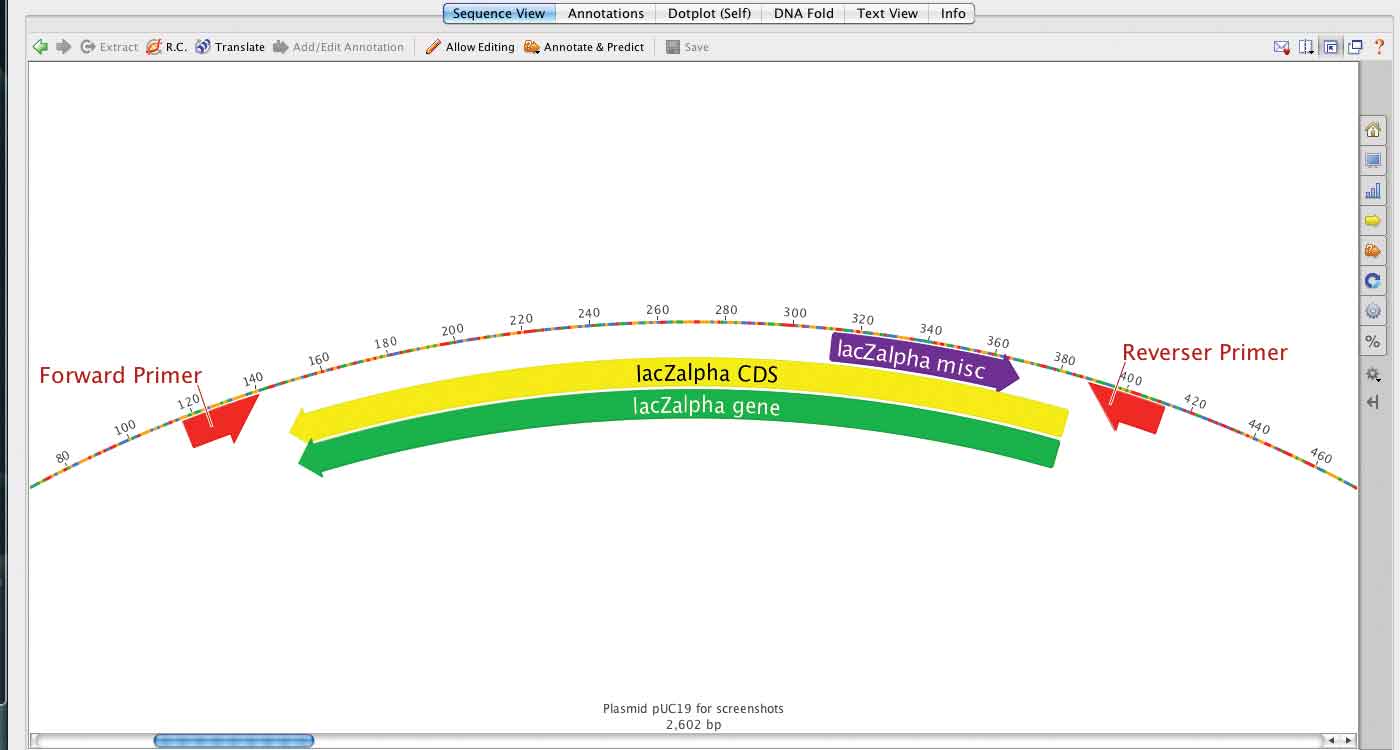 Sequence View Annotations Dotplot (Self) DNA Fold Text View Info
Extract R.C. Translate Add/Edit Annotation Allow Editing Annotate & Predict Save ?
80 100 120 140 160 180 200 220 240 260 280 300 320 340 360 380 400 420 440 460
Forward Primer
lacZalpha misc
Reverser Primer
lacZalpha CDS
lacZalpha gene
%
Plasmid pUC19 for screenshots
2,602 bp